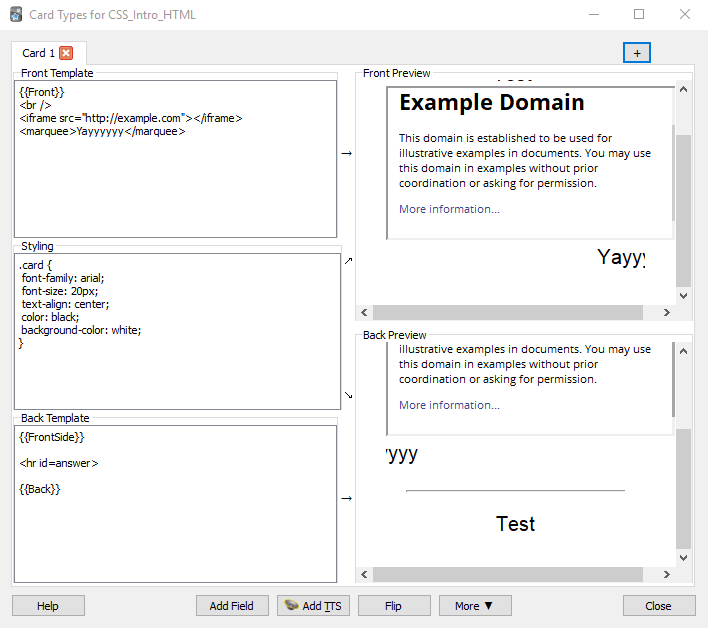 Card Types for CSS_Intro_HTML
Card 1
+
Front Template
{{Front}}
<br />
<iframe src="http://example.com"></iframe>
<marquee>Yayyyyyy</marquee>
Styling
.card {
font-family: arial;
font-size: 20px;
text-align: center;
color: black;
background-color: white;
}
Back Template
{{FrontSide}}
<hr id=answer>
{{Back}}
Front Preview
Example Domain
This domain is established to be used for
illustrative examples in documents. You may use
this domain in examples without prior
coordination or asking for permission.
More information...
Yayyy
Back Preview
illustrative examples in documents. You may use
this domain in examples without prior
coordination or asking for permission.
More information...
yyyy
Test
Help
Add Field
Add TTS
Flip
More ▼
Close